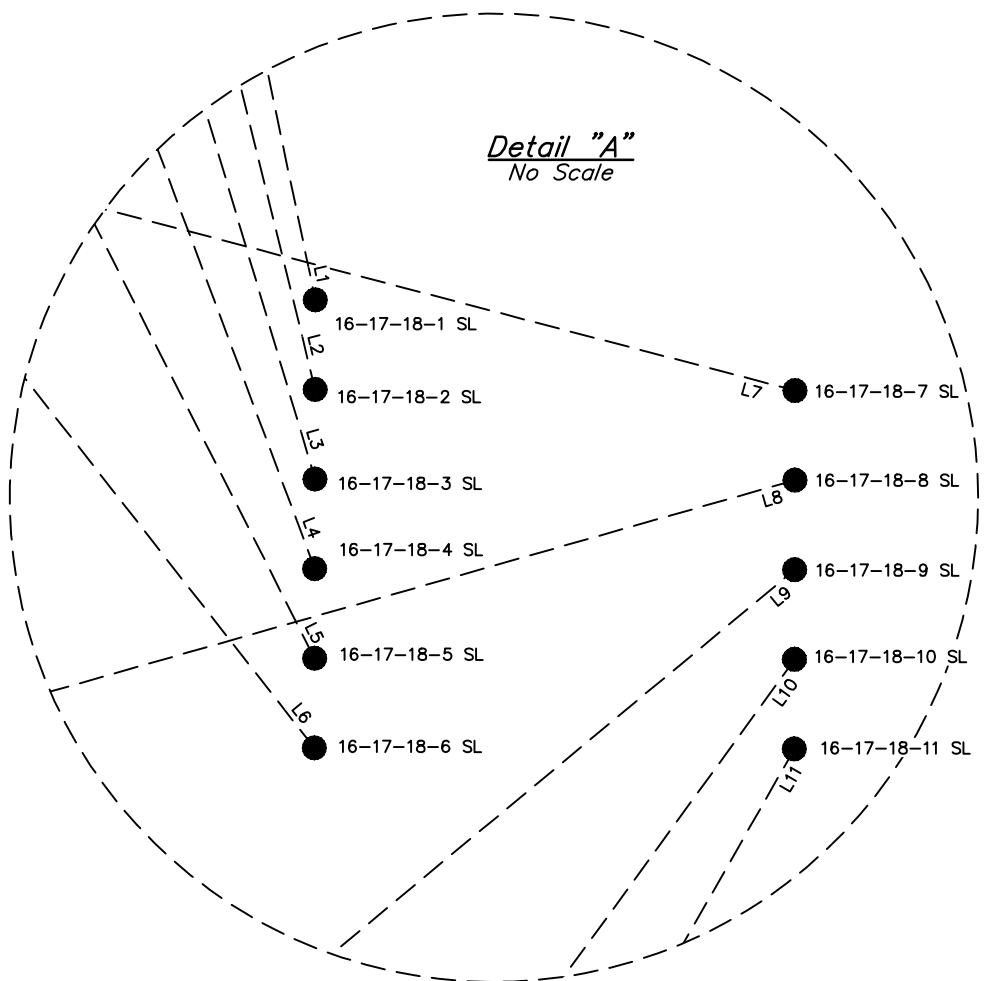 Detail "A"
No Scale
L1
16-17-18-1 SL
L2
16-17-18-2 SL
L7
16-17-18-7 SL
L3
16-17-18-3 SL
L8
16-17-18-8 SL
L4
16-17-18-4 SL
L9
16-17-18-9 SL
L5
16-17-18-5 SL
L10
16-17-18-10 SL
L6
16-17-18-6 SL
L11
16-17-18-11 SL